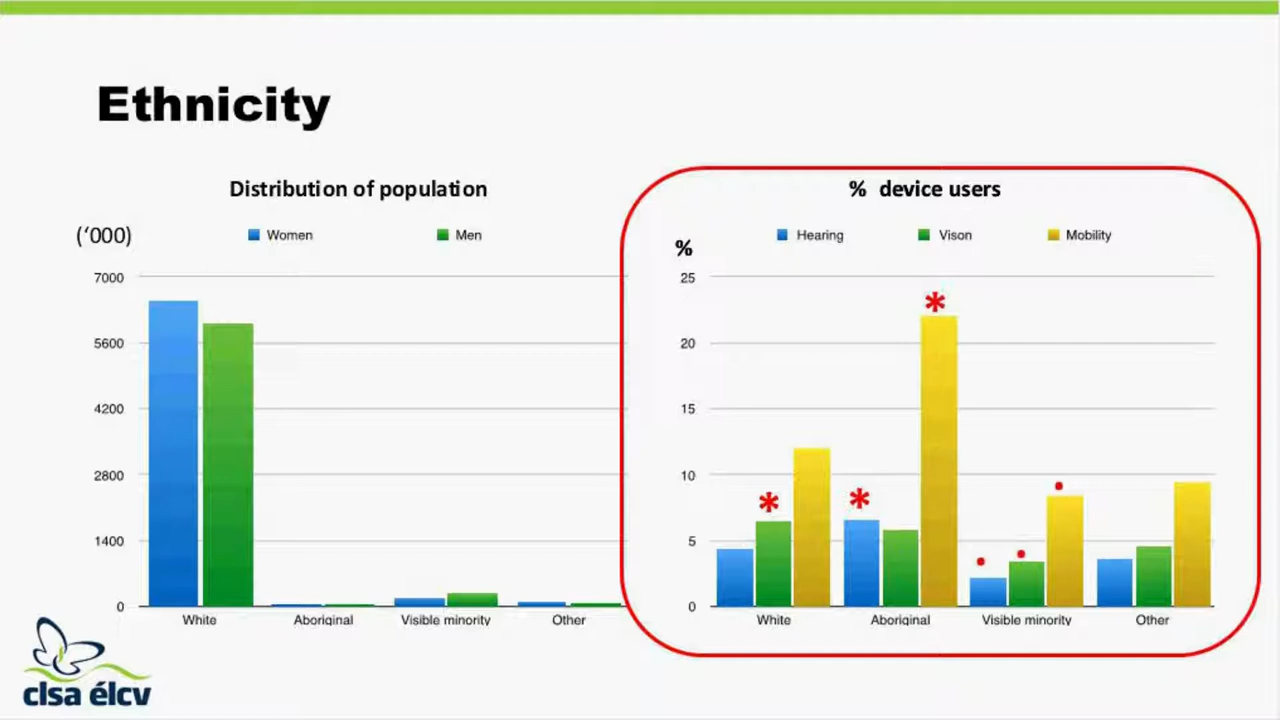 Ethnicity
Distribution of population
('000)
Women
Men
7000
5600
4200
2800
1400
0
White
Aboriginal
Visible minority
Other
% device users
%
Hearing
Vison
Mobility
25
20
15
10
5
0
*
*
*
White
Aboriginal
Visible minority
Other
clsa élcv